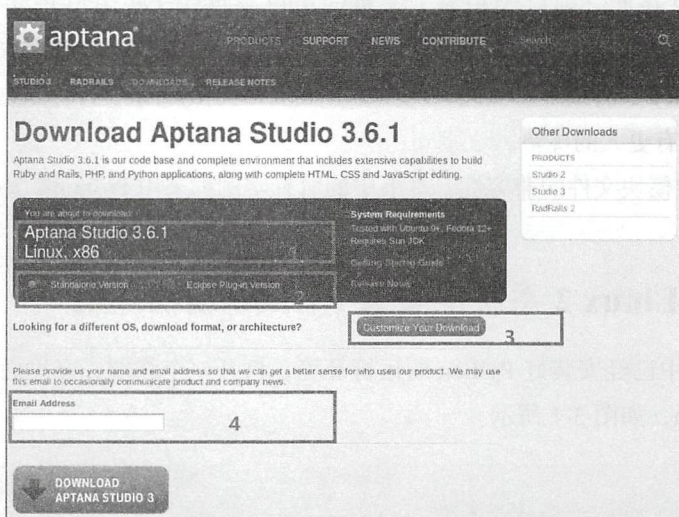 aptana
PRODUCTS SUPPORT NEWS CONTRIBUTE Search
STUDIO 3 RADRAILS DOWNLOADS RELEASE NOTES
Download Aptana Studio 3.6.1
Aptana Studio 3.6.1 is our code base and complete environment that includes extensive capabilities to build
Ruby and Rails, PHP, and Python applications, along with complete HTML, CSS and JavaScript editing.
Other Downloads
PRODUCTS
Studio 2
Studio 3
RadRails 2
You are about to download:
Aptana Studio 3.6.1
Linux, x86
1
Standalone Version Eclipse Plug-in Version
2
System Requirements
Tested with Ubuntu 9+, Fedora 12+
Requires Sun JDK
Getting Started Guide
Release Notes
Looking for a different OS, download format, or architecture?
Customize Your Download
3
Please provide us your name and email address so that we can get a better sense for who uses our product. We may use
this email to occasionally communicate product and company news.
Email Address
4
DOWNLOAD
APTANA STUDIO 3